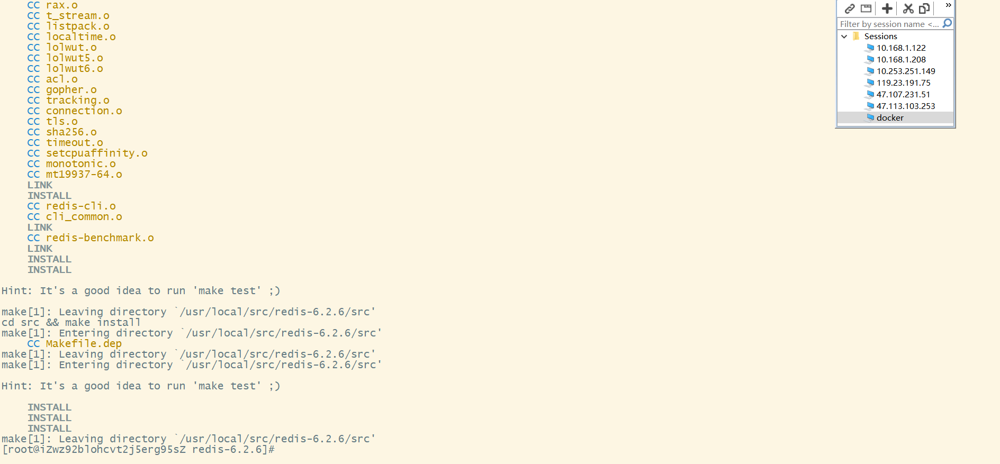 CC rax.o
CC t_stream.o
CC listpack.o
CC localtime.o
CC lolwut.o
CC lolwut5.o
CC lolwut6.o
CC acl.o
CC gopher.o
CC tracking.o
CC connection.o
CC tls.o
CC sha256.o
CC timeout.o
CC setcpuaffinity.o
CC monotonic.o
CC mt19937-64.o
LINK
INSTALL
CC redis-cli.o
CC cli_common.o
LINK
CC redis-benchmark.o
LINK
INSTALL
INSTALL
Hint: It's a good idea to run 'make test' ;)
make[1]: Leaving directory `/usr/local/src/redis-6.2.6/src'
cd src && make install
make[1]: Entering directory `/usr/local/src/redis-6.2.6/src'
CC Makefile.dep
make[1]: Leaving directory `/usr/local/src/redis-6.2.6/src'
make[1]: Entering directory `/usr/local/src/redis-6.2.6/src'
Hint: It's a good idea to run 'make test' ;)
INSTALL
INSTALL
INSTALL
make[1]: Leaving directory `/usr/local/src/redis-6.2.6/src'
[root@iZwz92blohcvt2j5erg95sZ redis-6.2.6]#
»
Filter by session name <...
Sessions
10.168.1.122
10.168.1.208
10.253.251.149
119.23.191.75
47.107.231.51
47.113.103.253
docker